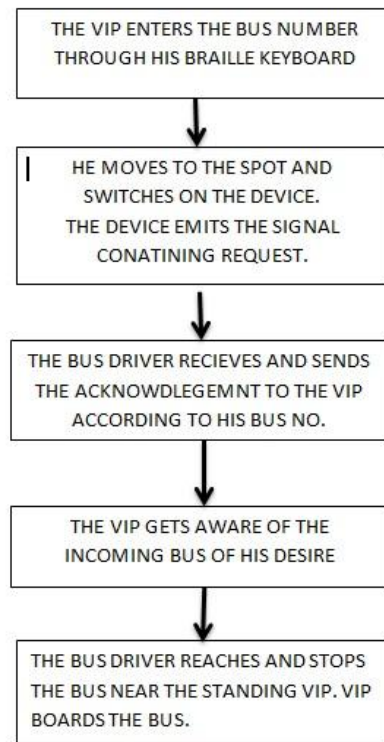 THE VIP ENTERS THE BUS NUMBER
THROUGH HIS BRAILLE KEYBOARD
HE MOVES TO THE SPOT AND
SWITCHES ON THE DEVICE.
THE DEVICE EMITS THE SIGNAL
CONATINING REQUEST.
THE BUS DRIVER RECIEVES AND SENDS
THE ACKNOWDLEGEMNT TO THE VIP
ACCORDING TO HIS BUS NO.
THE VIP GETS AWARE OF THE
INCOMING BUS OF HIS DESIRE
THE BUS DRIVER REACHES AND STOPS
THE BUS NEAR THE STANDING VIP. VIP
BOARDS THE BUS.